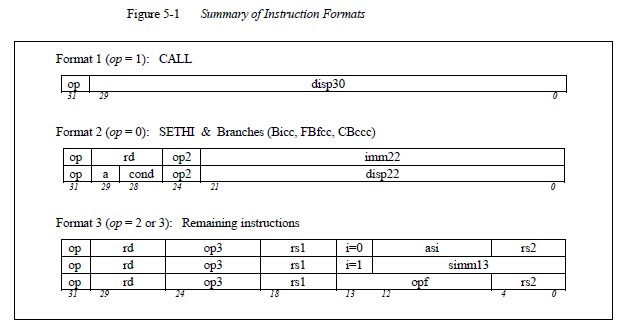 Figure 5-1 Summary of Instruction Formats
Format 1 (op = 1): CALL
op disp30
31 29 0
Format 2 (op = 0): SETHI & Branches (Bicc, FBfcc, CBccc)
op rd op2 imm22
op a cond op2 disp22
31 29 28 24 21 0
Format 3 (op = 2 or 3): Remaining instructions
op rd op3 rs1 i=0 asi rs2
op rd op3 rs1 i=1 simm13
op rd op3 rs1 opf rs2
31 29 24 18 13 12 4 0